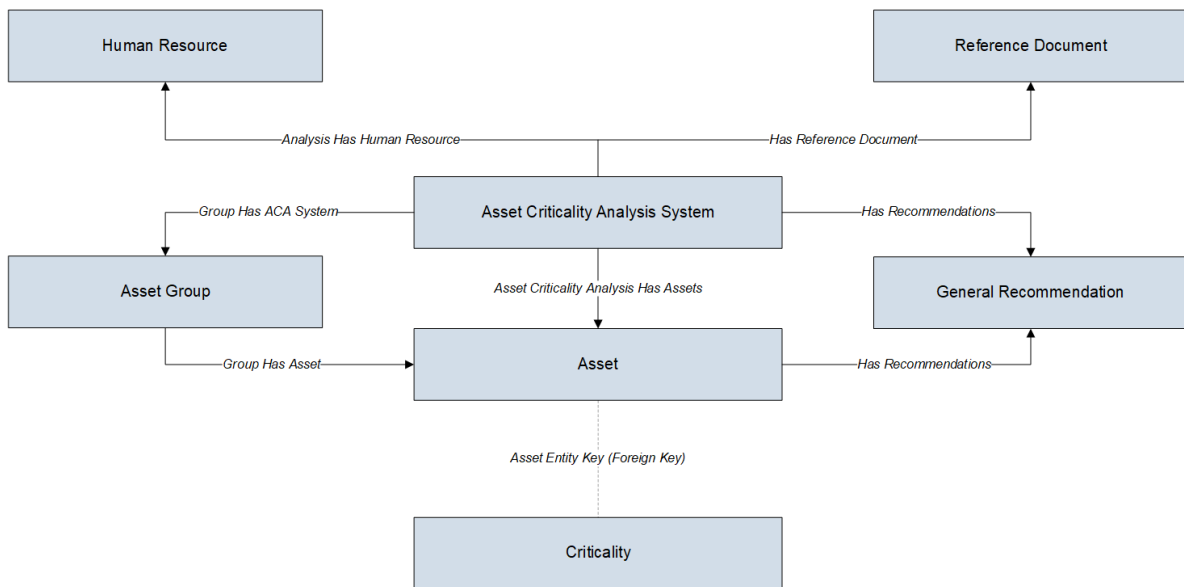 Human Resource
Reference Document
Analysis Has Human Resource
Has Reference Document
Group Has ACA System
Asset Criticality Analysis System
Has Recommendations
Asset Group
Asset Criticality Analysis Has Assets
General Recommendation
Group Has Asset
Asset
Has Recommendations
Asset Entity Key (Foreign Key)
Criticality